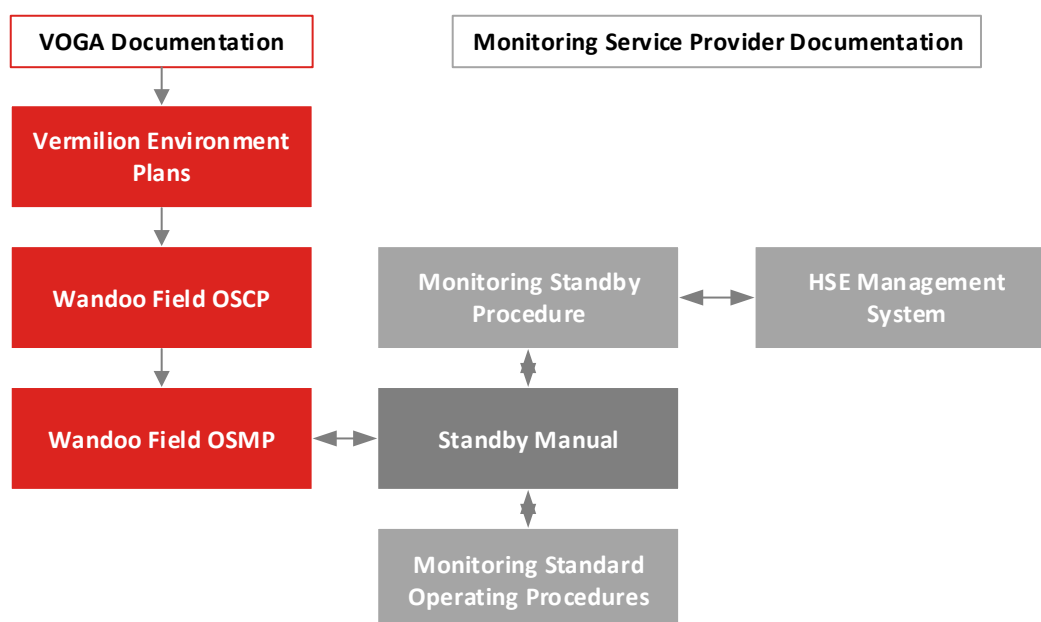 VOGA Documentation
Monitoring Service Provider Documentation
Vermilion Environment
Plans
Wandoo Field OSCP
Monitoring Standby
Procedure
HSE Management
System
Wandoo Field OSMP
Standby Manual
Monitoring Standard
Operating Procedures